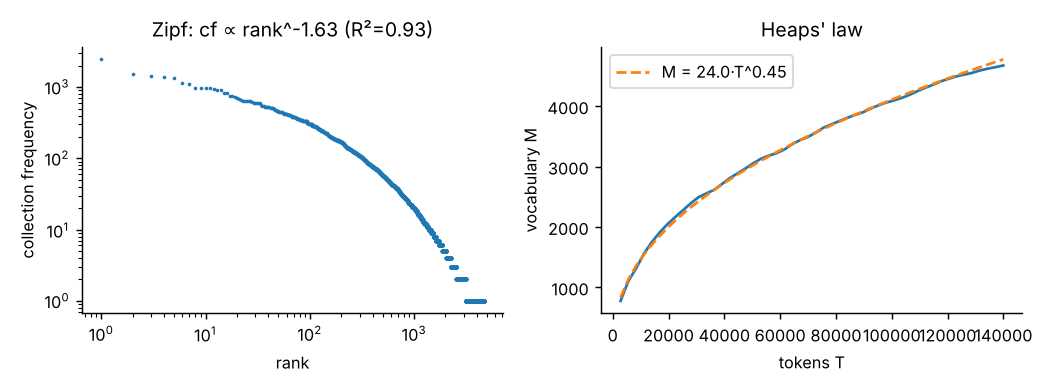 Zipf: cf ∝ rank^-1.63 (R²=0.93)
collection frequency
10³
10²
10¹
10⁰
10⁰ 10¹ 10² 10³
rank
Heaps' law
M = 24.0·T^0.45
vocabulary M
4000
3000
2000
1000
0 20000 40000 60000 80000 100000 120000 140000
tokens T